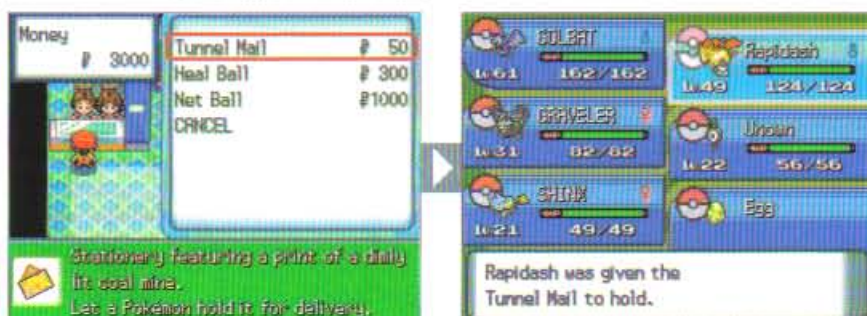 Money
₽ 3000
Tunnel Mail ₽ 50
Heal Ball ₽ 300
Net Ball ₽1000
CANCEL
Stationery featuring a print of a dimly
lit coal mine.
Let a Pokémon hold it for delivery.
GOLBAT ♂
Lv.61 162/162
Rapidash ♂
Lv.49 124/124
GRAVELER ♀
Lv.31 82/82
Unown
Lv.22 56/56
SHINX ♀
Lv.21 49/49
Egg
Rapidash was given the
Tunnel Mail to hold.